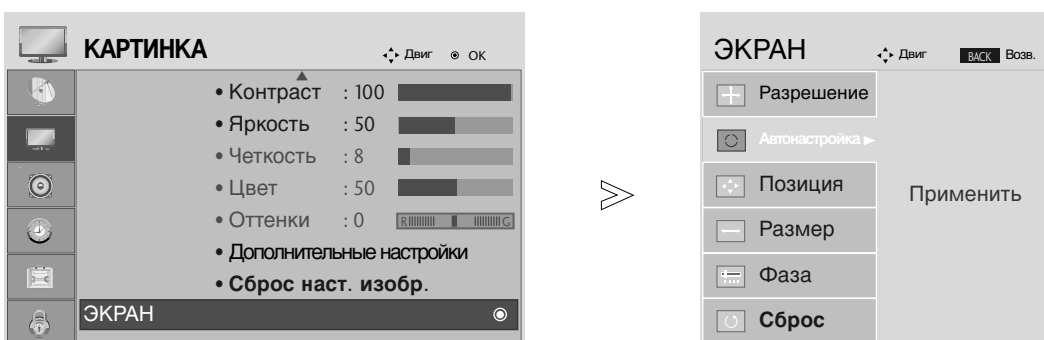 КАРТИНКА
Двиг OK
• Контраст : 100
• Яркость : 50
• Четкость : 8
• Цвет : 50
• Оттенки : 0 R G
• Дополнительные настройки
• Сброс наст. изобр.
ЭКРАН
ЭКРАН
Двиг BACK Возв.
Разрешение
Автонастройка ►
Позиция
Размер
Фаза
Сброс
Применить